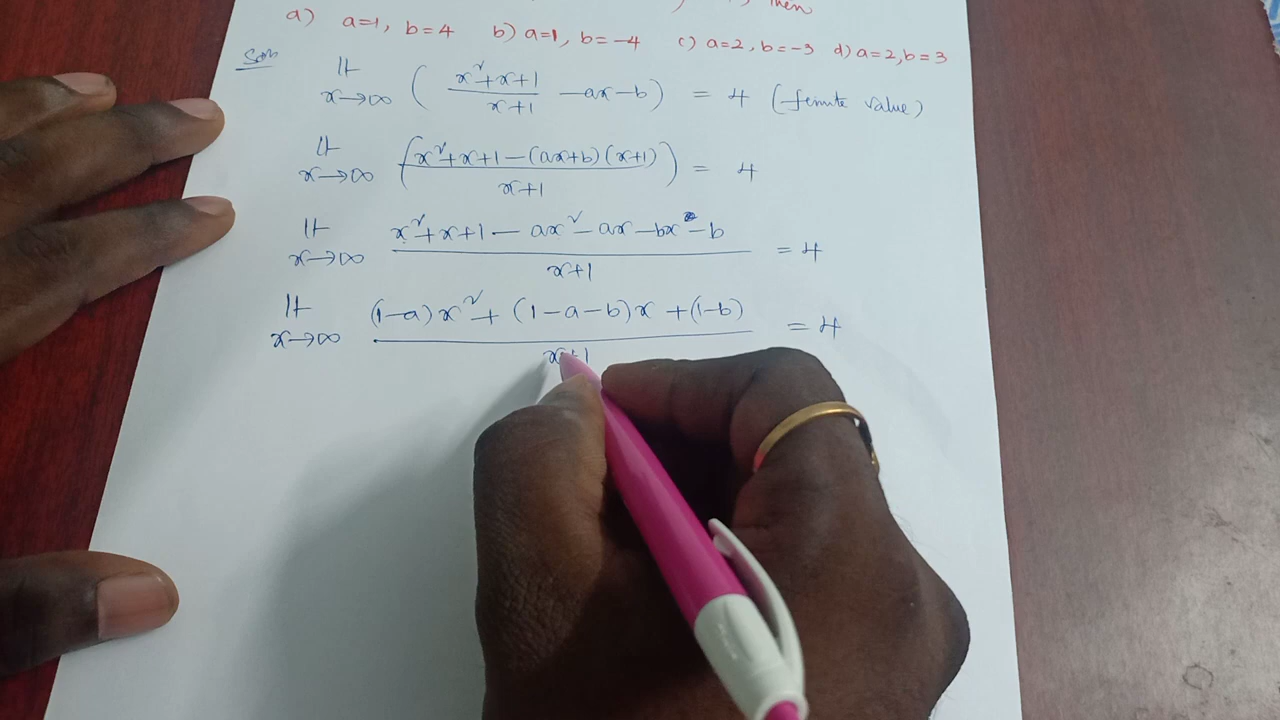 then
a) a=1, b=4 b) a=1, b=-4 c) a=2, b=-3 d) a=2, b=3
Soln
lt x→∞ ( x²+x+1 / x+1 - ax - b ) = 4 (finite value)
lt x→∞ ( x²+x+1-(ax+b)(x+1) / x+1 ) = 4
lt x→∞ x²+x+1 - ax² - ax - bx - b / x+1 = 4
lt x→∞ (1-a)x² + (1-a-b)x + (1-b) / x+1 = 4